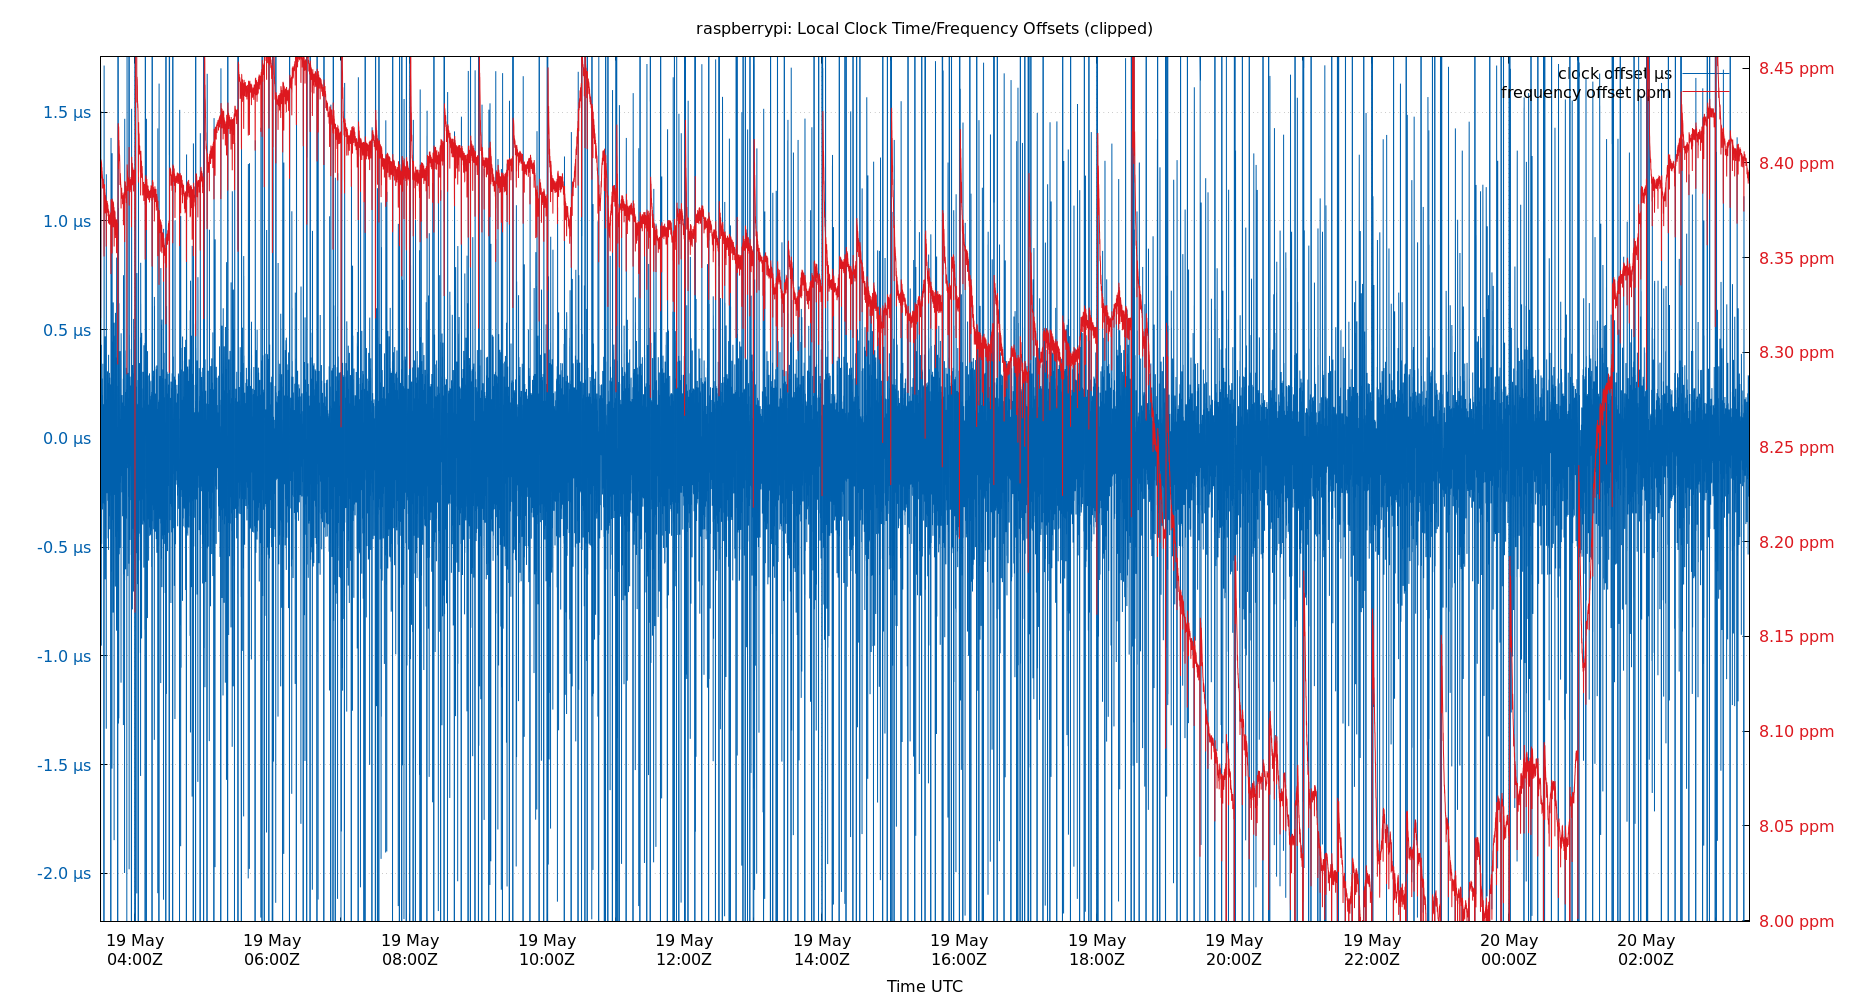 raspberrypi: Local Clock Time/Frequency Offsets (clipped)
clock offset µs
frequency offset ppm
1.5 µs
1.0 µs
0.5 µs
0.0 µs
-0.5 µs
-1.0 µs
-1.5 µs
-2.0 µs
8.45 ppm
8.40 ppm
8.35 ppm
8.30 ppm
8.25 ppm
8.20 ppm
8.15 ppm
8.10 ppm
8.05 ppm
8.00 ppm
19 May 19 May 19 May 19 May 19 May 19 May 19 May 19 May 19 May 19 May 20 May 20 May
04:00Z 06:00Z 08:00Z 10:00Z 12:00Z 14:00Z 16:00Z 18:00Z 20:00Z 22:00Z 00:00Z 02:00Z
Time UTC